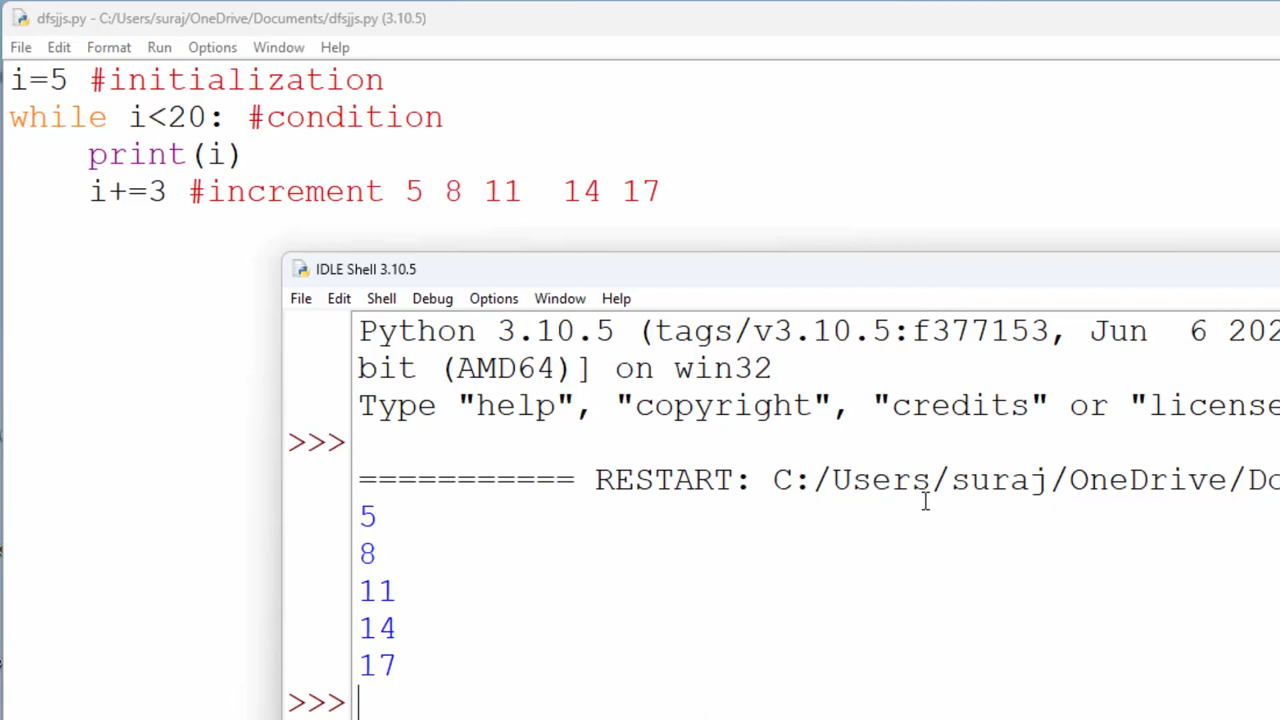 dfsjjs.py - C:/Users/suraj/OneDrive/Documents/dfsjjs.py (3.10.5)
File Edit Format Run Options Window Help
i=5 #initialization
while i<20: #condition
    print(i)
    i+=3 #increment 5 8 11  14 17
IDLE Shell 3.10.5
File Edit Shell Debug Options Window Help
Python 3.10.5 (tags/v3.10.5:f377153, Jun  6 202
bit (AMD64)] on win32
Type "help", "copyright", "credits" or "license
>>>
=========== RESTART: C:/Users/suraj/OneDrive/Do
5
8
11
14
17
>>>